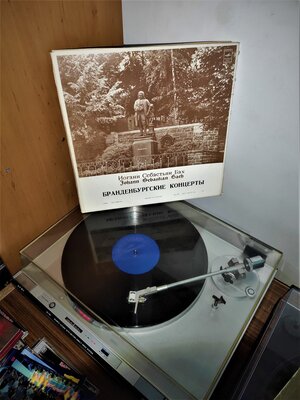 Иоганн Себастьян Бах
Johann Sebastian Bach
БРАНДЕНБУРГСКИЕ КОНЦЕРТЫ